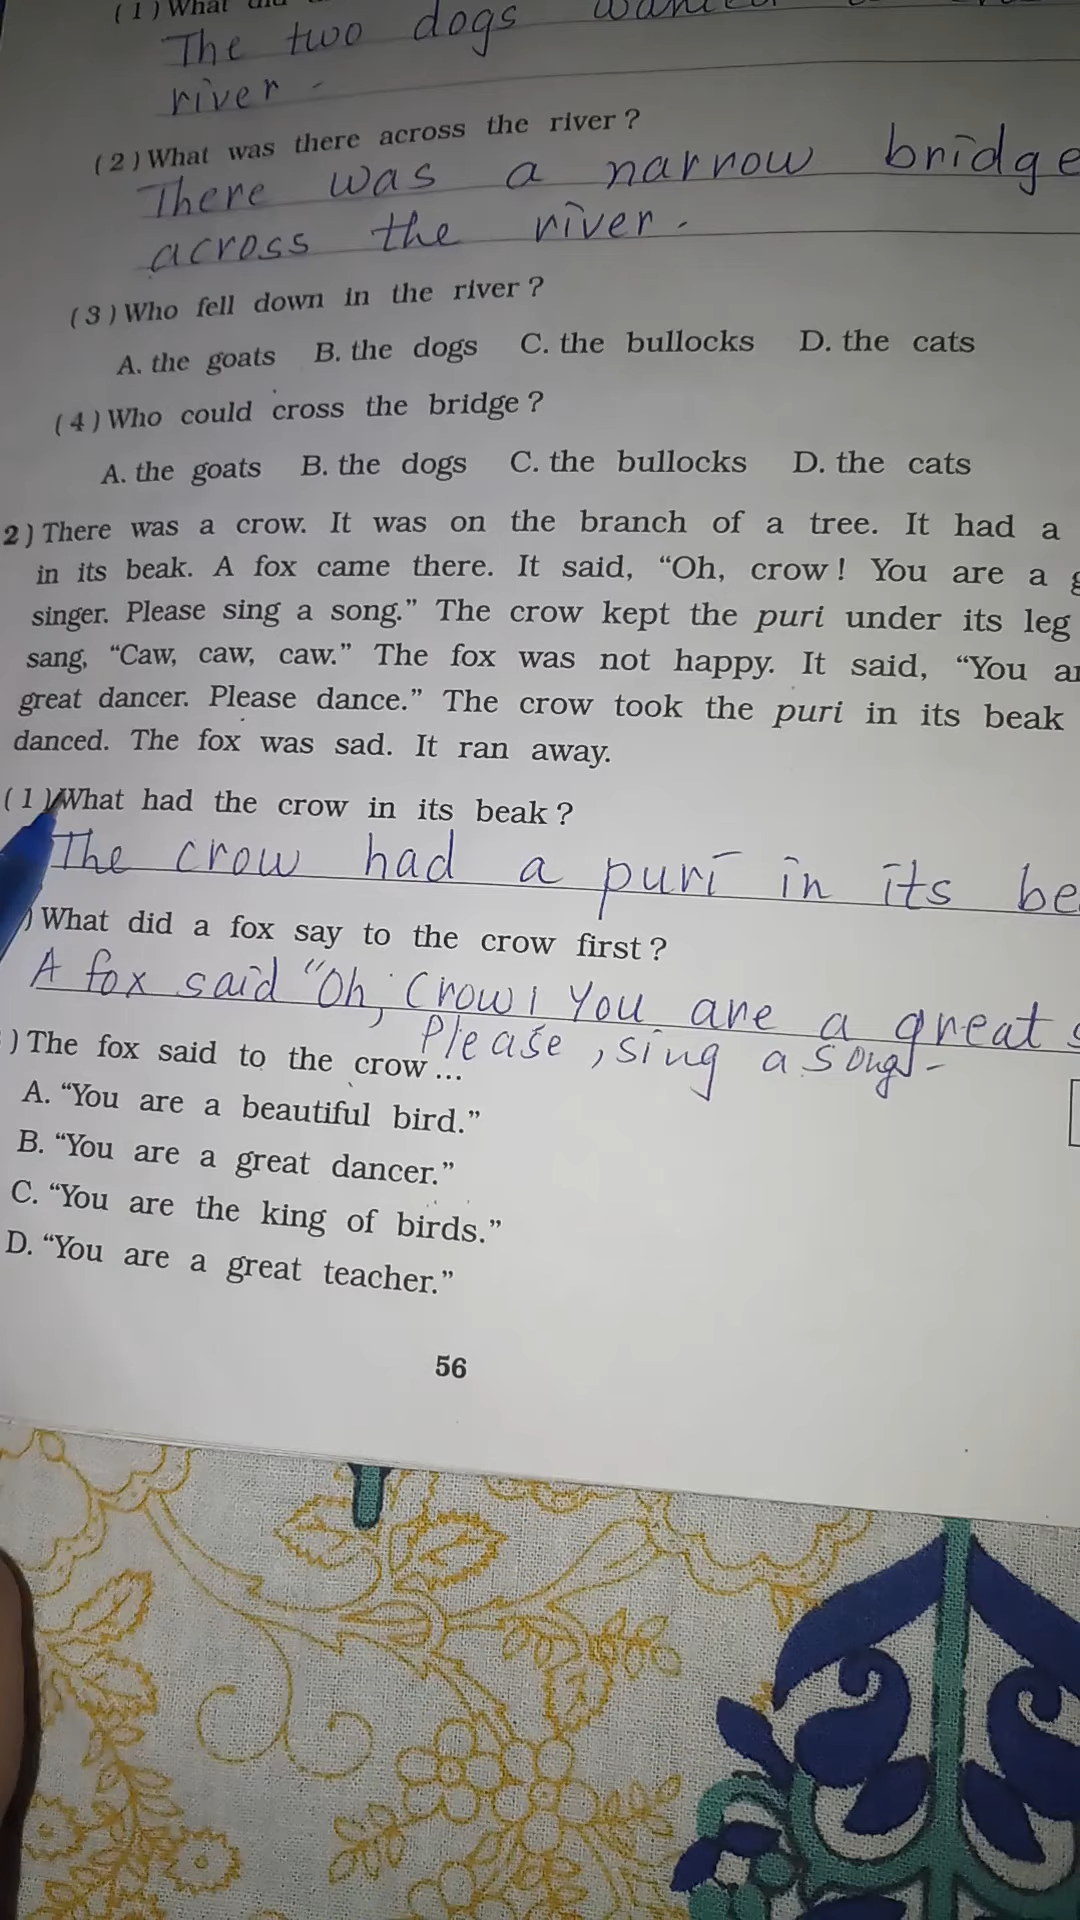 (1) What did
The two dogs wanted
river.
(2) What was there across the river?
There was a narrow bridge
across the river.
(3) Who fell down in the river?
A. the goats B. the dogs C. the bullocks D. the cats
(4) Who could cross the bridge?
A. the goats B. the dogs C. the bullocks D. the cats
2) There was a crow. It was on the branch of a tree. It had a
in its beak. A fox came there. It said, “Oh, crow! You are a g
singer. Please sing a song.” The crow kept the puri under its leg
sang, “Caw, caw, caw.” The fox was not happy. It said, “You ar
great dancer. Please dance.” The crow took the puri in its beak
danced. The fox was sad. It ran away.
(1) What had the crow in its beak?
The crow had a puri in its be
) What did a fox say to the crow first?
A fox said “Oh, Crow! You are a great s
Please, sing a song.
) The fox said to the crow...
A. “You are a beautiful bird.”
B. “You are a great dancer.”
C. “You are the king of birds.”
D. “You are a great teacher.”
56